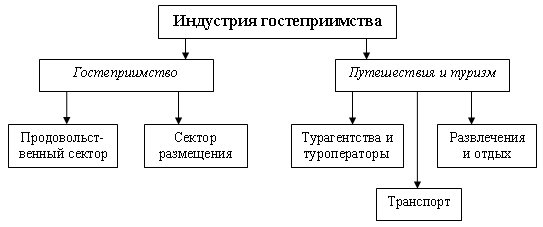 Индустрия гостеприимства
Гостеприимство
Путешествия и туризм
Продовольст-
венный сектор
Сектор
размещения
Турагентства и
туроператоры
Развлечения
и отдых
Транспорт